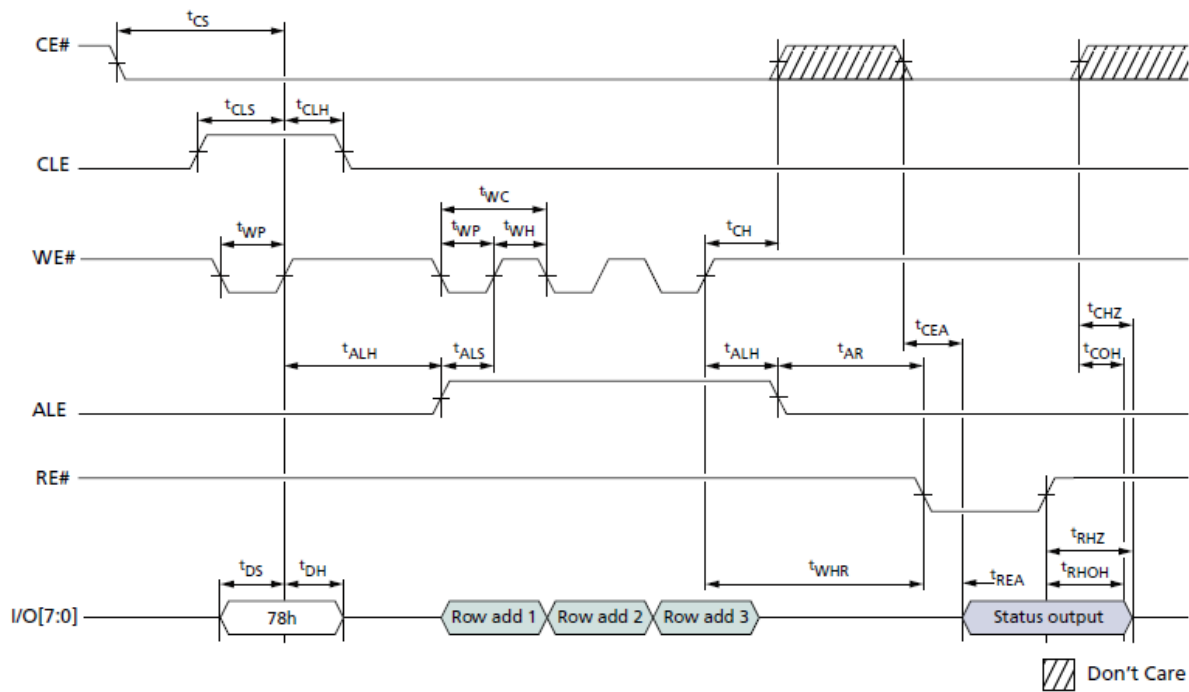 tCS
CE#
tCLS tCLH
CLE
tWC
tWP tWP tWH tCH
WE#
tCHZ
tCEA
tALH tALS tALH tAR tCOH
ALE
RE#
tRHZ
tDS tDH tWHR tREA tRHOH
I/O[7:0] 78h Row add 1 Row add 2 Row add 3 Status output
Don't Care